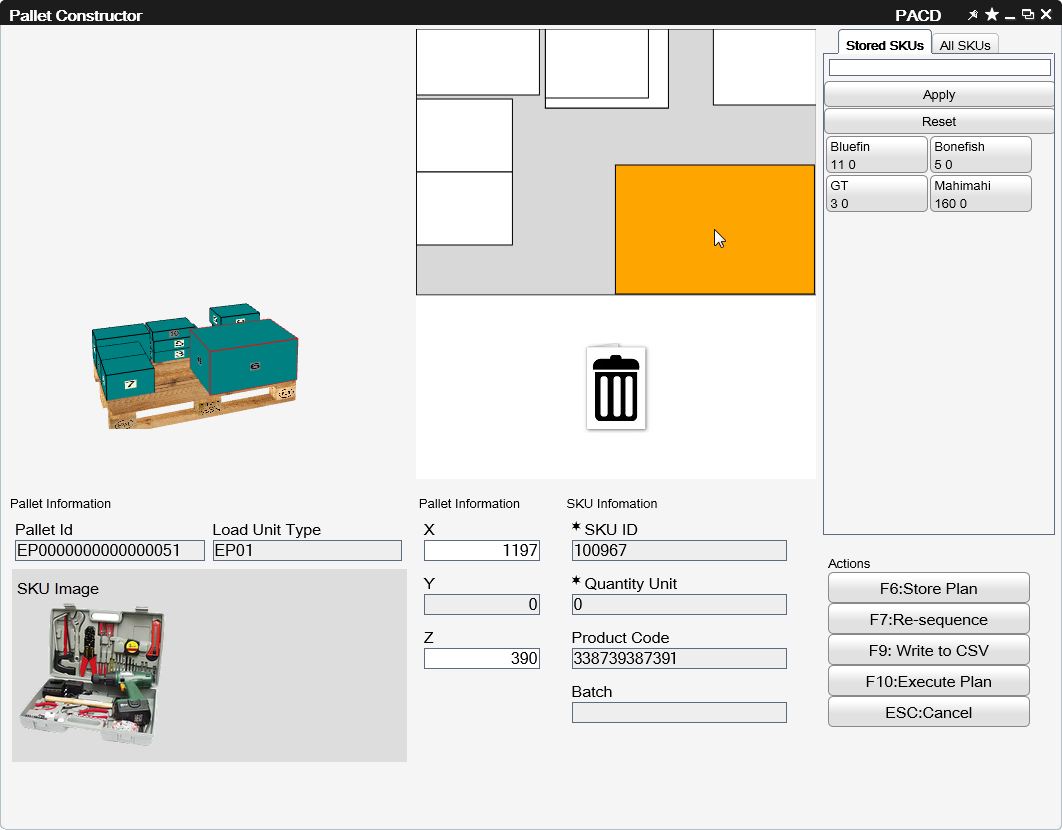 Pallet Constructor
PACD
Stored SKUs
All SKUs
Apply
Reset
Bluefin
11 0
Bonefish
5 0
GT
3 0
Mahimahi
160 0
7
Pallet Information
Pallet Id
EP0000000000000051
Load Unit Type
EP01
SKU Image
Pallet Information
X
1197
Y
0
Z
390
SKU Infomation
* SKU ID
100967
* Quantity Unit
0
Product Code
338739387391
Batch
Actions
F6:Store Plan
F7:Re-sequence
F9: Write to CSV
F10:Execute Plan
ESC:Cancel